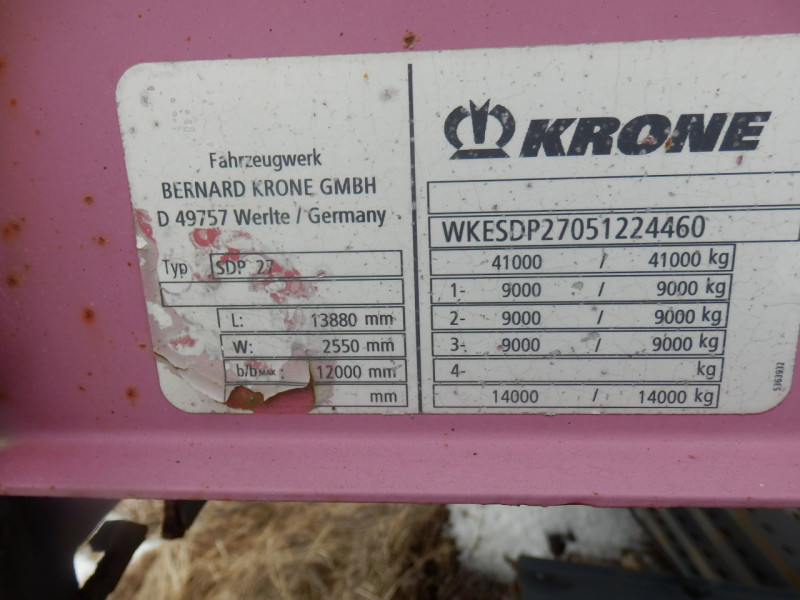 Fahrzeugwerk
BERNARD KRONE GMBH
D 49757 Werlte / Germany
Typ SDP 27
L: 13880 mm
W: 2550 mm
b/bMAX: 12000 mm
mm
KRONE
WKESDP27051224460
41000 / 41000 kg
1- 9000 / 9000 kg
2- 9000 / 9000 kg
3- 9000 / 9000 kg
4- kg
14000 / 14000 kg
5363932